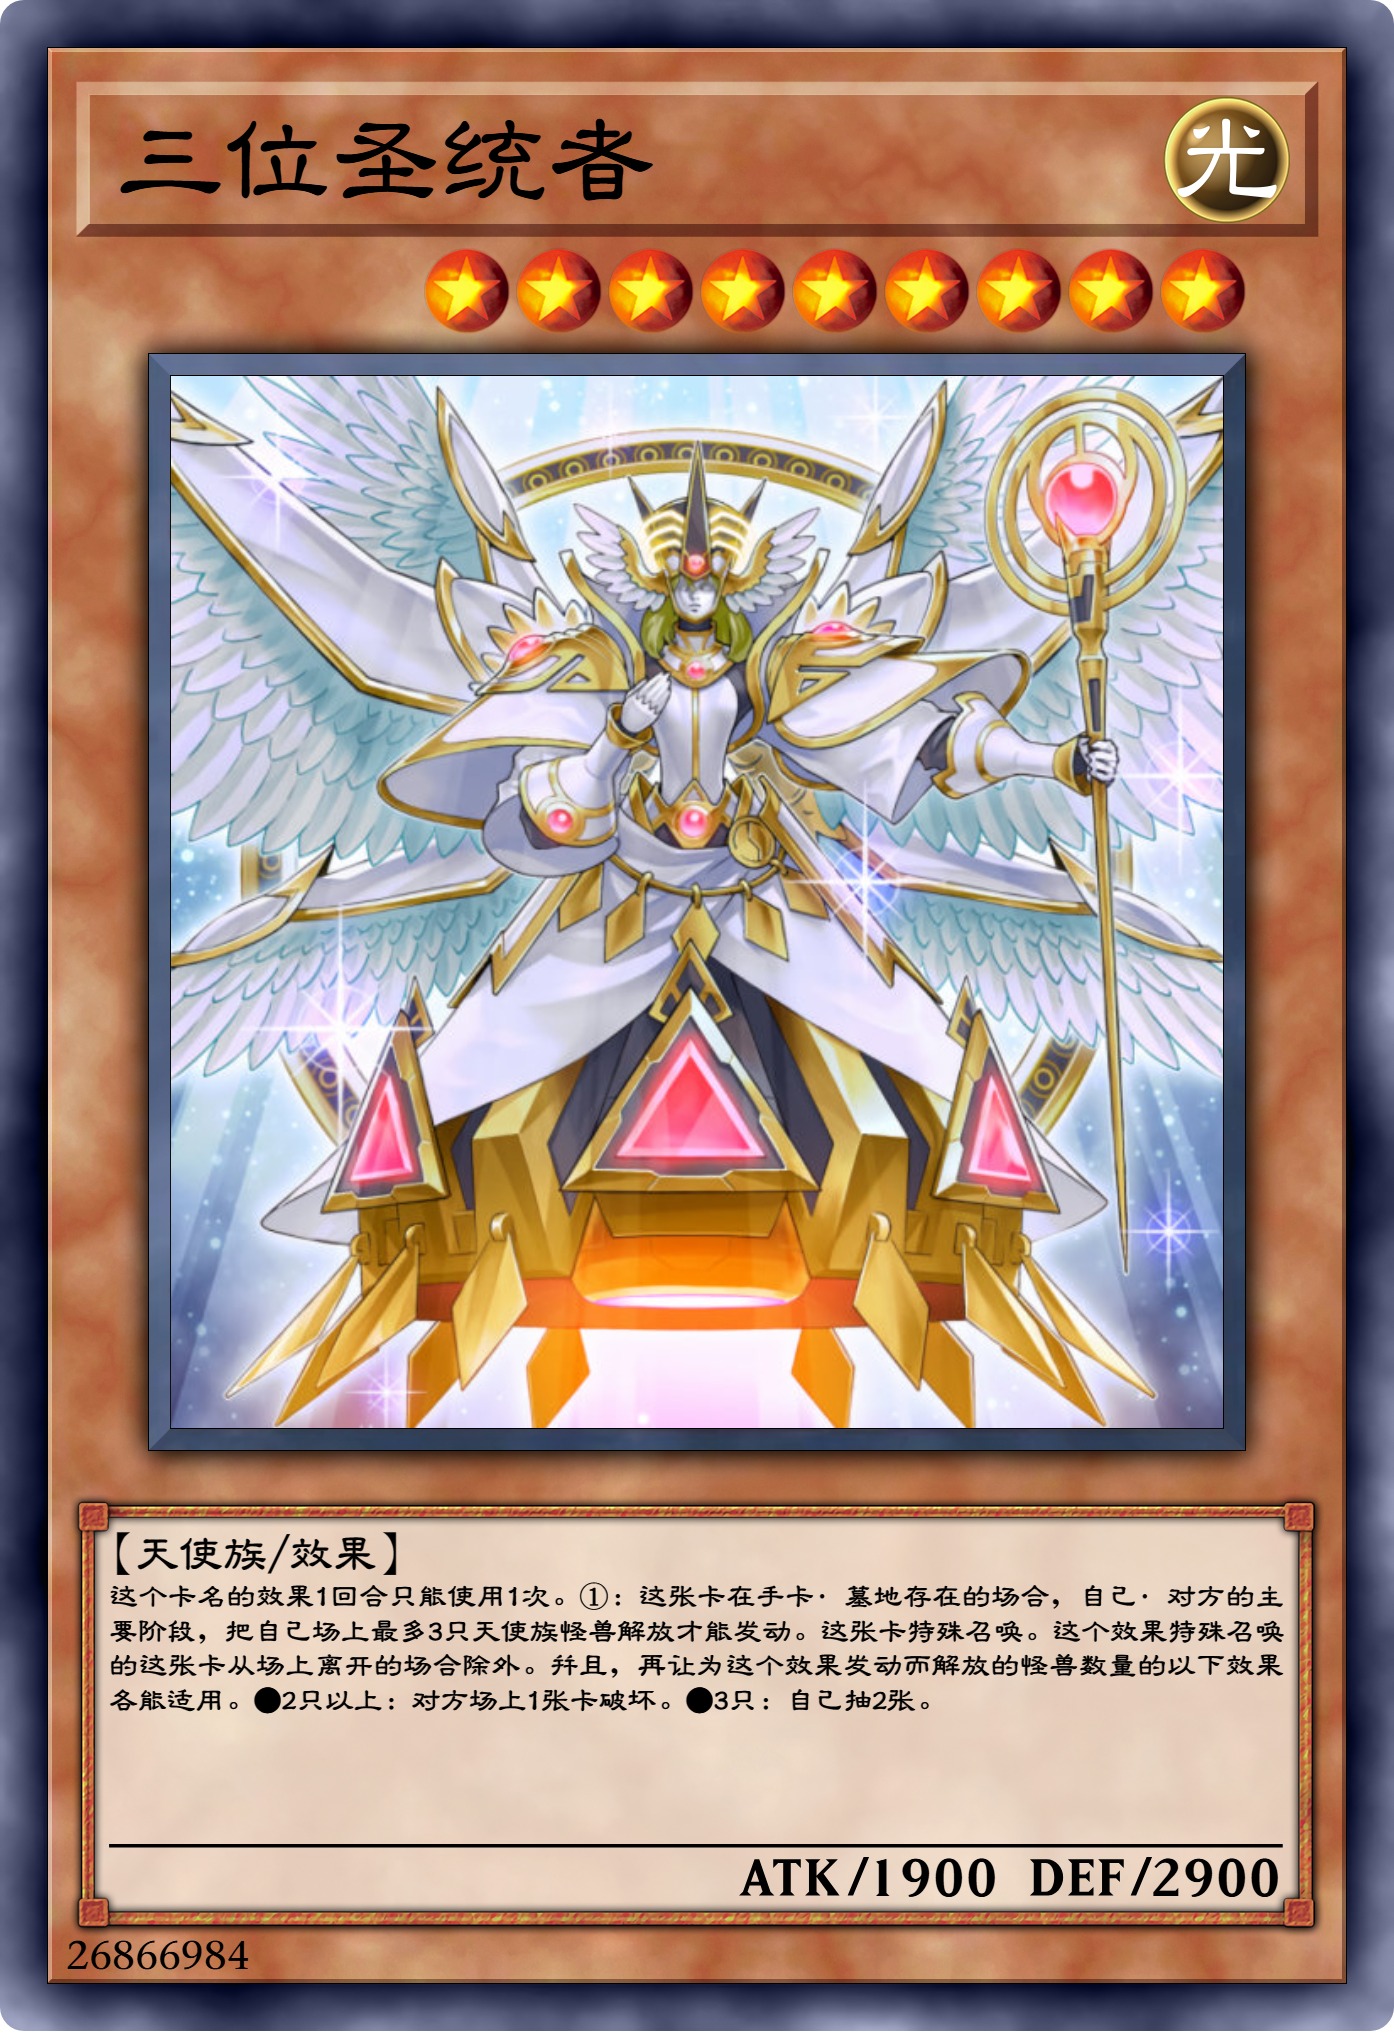 三位圣统者
光
【天使族/效果】
这个卡名的效果1回合只能使用1次。①：这张卡在手卡·墓地存在的场合，自己·对方的主
要阶段，把自己场上最多3只天使族怪兽解放才能发动。这张卡特殊召唤。这个效果特殊召唤
的这张卡从场上离开的场合除外。并且，再让为这个效果发动而解放的怪兽数量的以下效果
各能适用。●2只以上：对方场上1张卡破坏。●3只：自己抽2张。
ATK/1900 DEF/2900
26866984